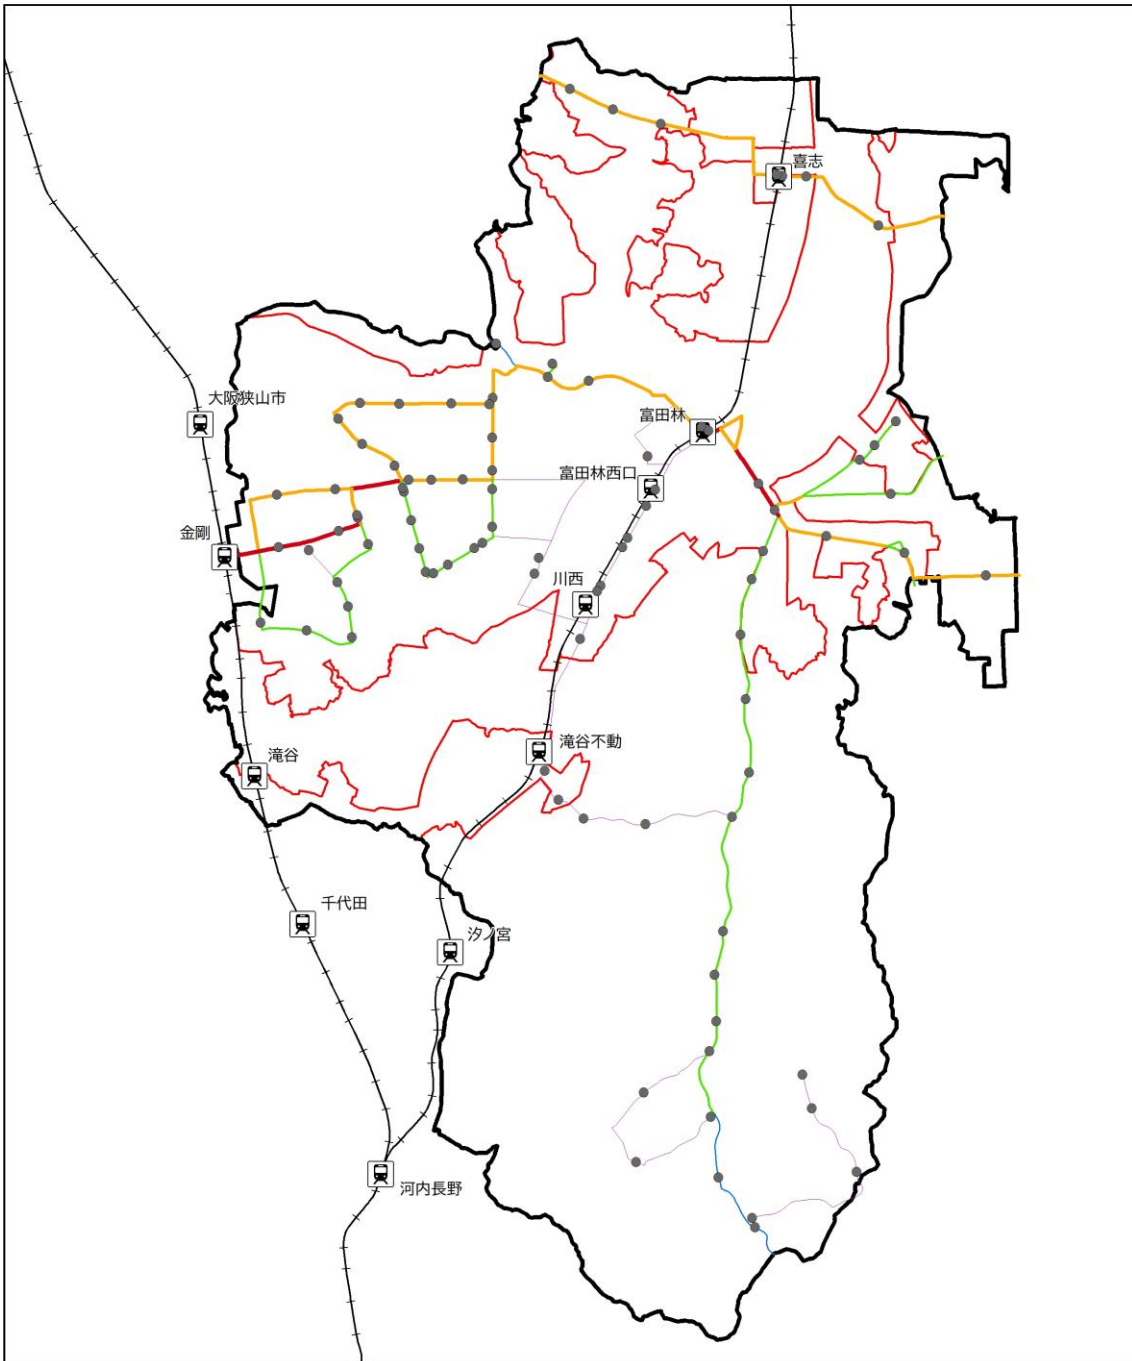 喜志
大阪狭山市
富田林
富田林西口
金剛
川西
滝谷不動
滝谷
千代田
汐ノ宮
河内長野